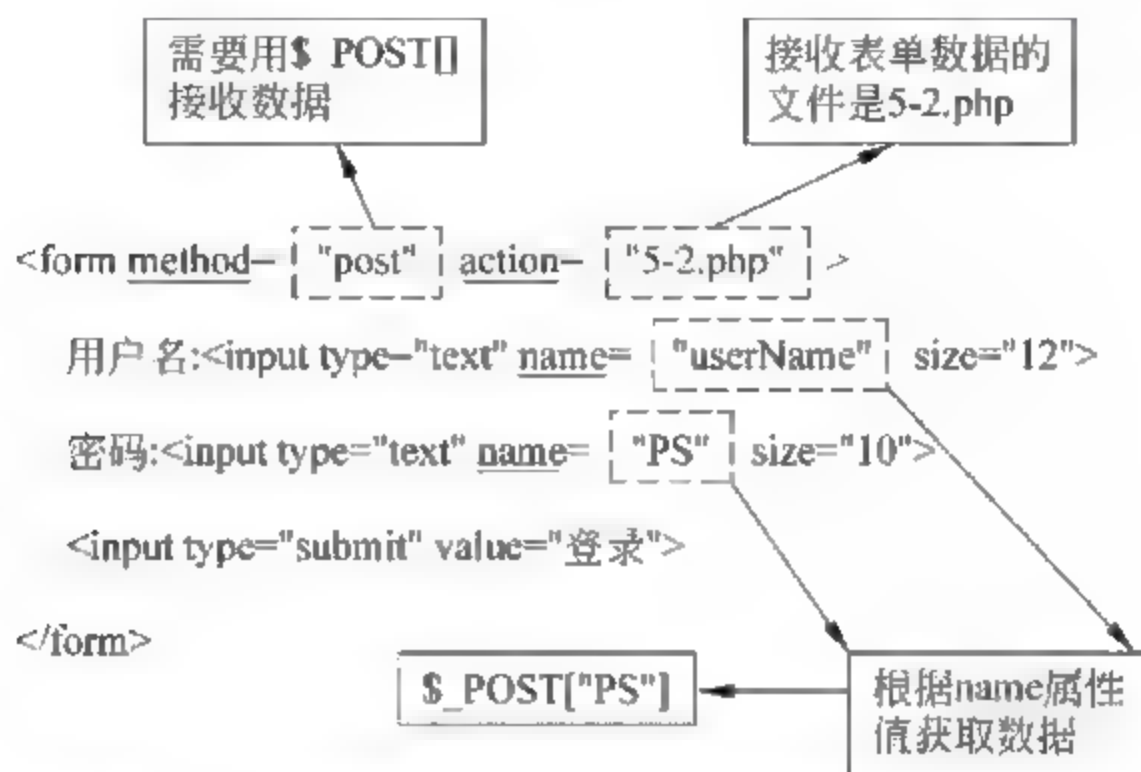 需要用$_POST[]
接收数据
接收表单数据的
文件是5-2.php
<form method="post" action="5-2.php">
用户名:<input type="text" name="userName" size="12">
密码:<input type="text" name="PS" size="10">
<input type="submit" value="登录">
</form>
$_POST["PS"]
根据name属性
值获取数据